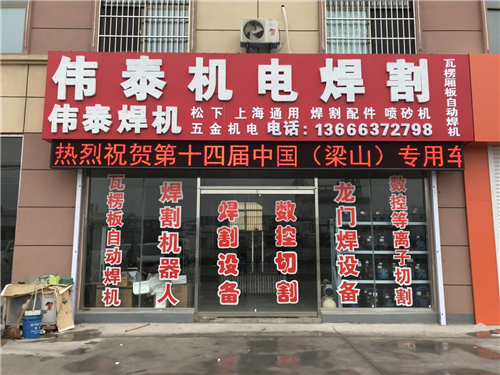 伟泰机电焊割
伟泰焊机
松下 上海通用 焊割配件 喷砂机
五金机电 电话：13666372798
瓦楞厢板自动焊机
热烈祝贺第十四届中国（梁山）专用车
瓦楞板自动焊机
焊割机器人
焊割设备
数控切割
龙门焊设备
数控等离子切割